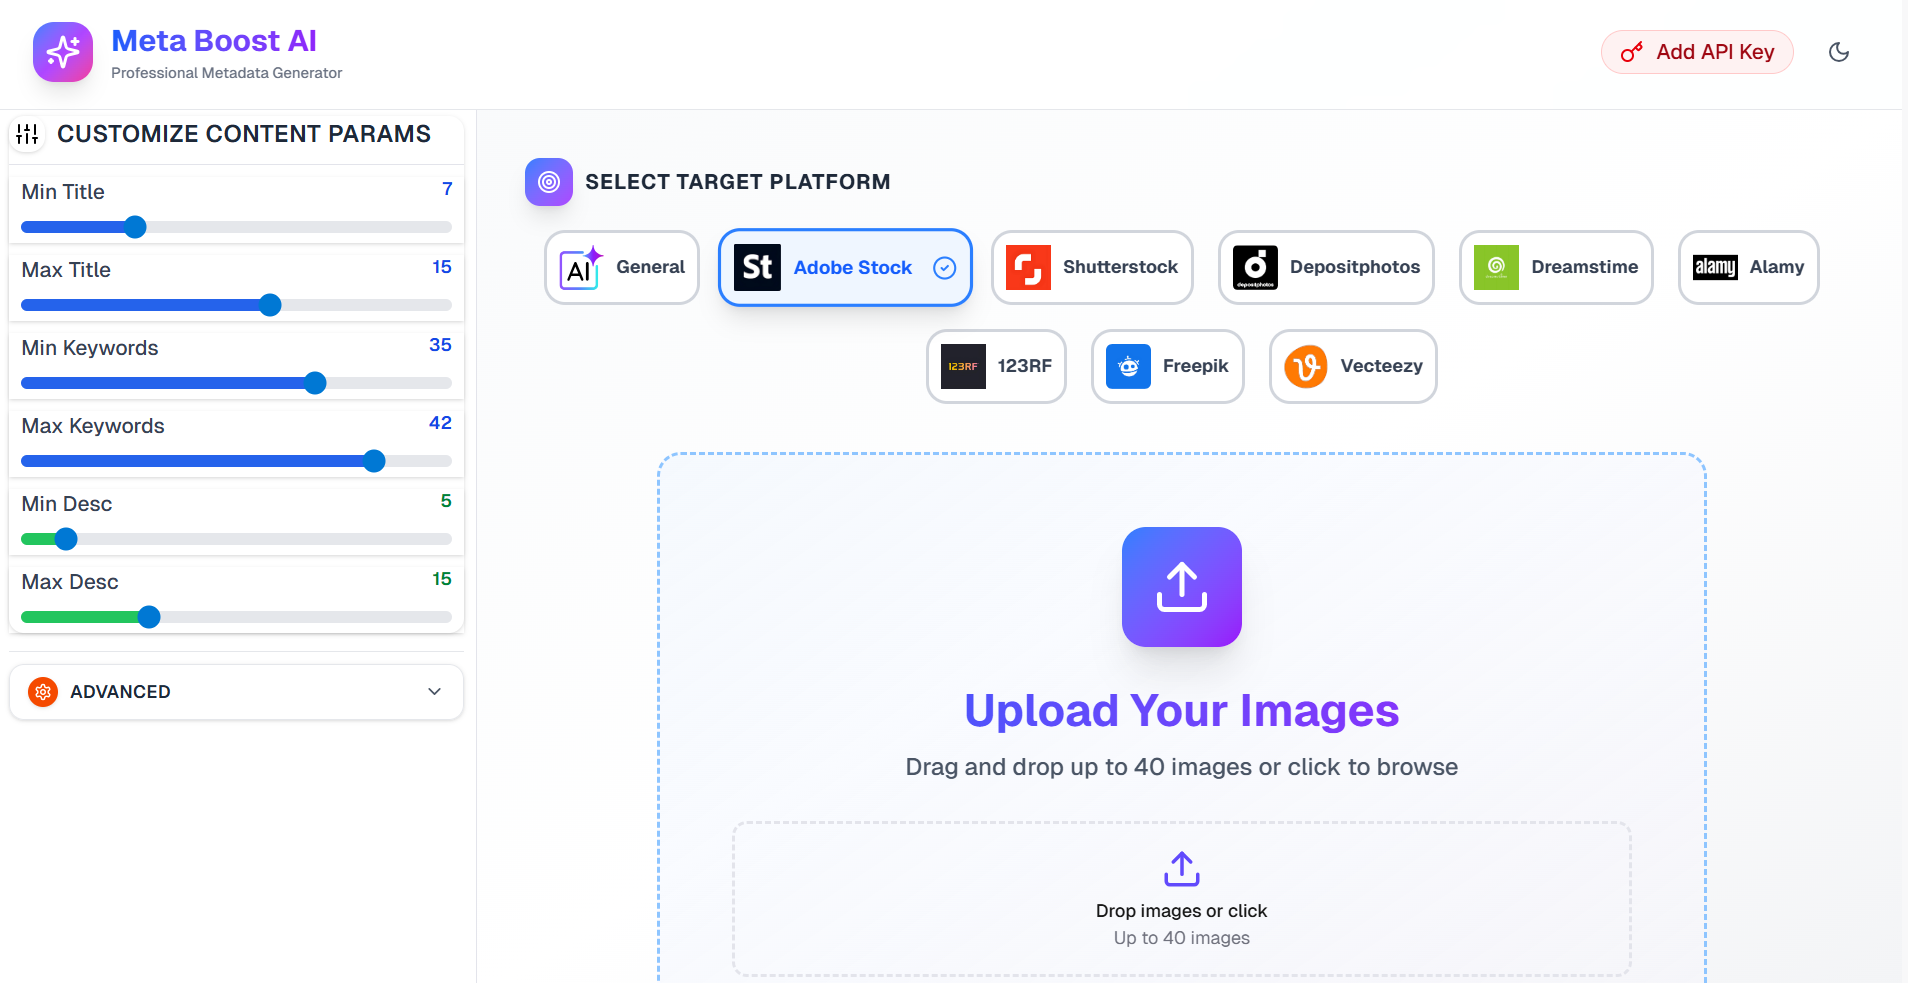 Meta Boost AI
Professional Metadata Generator
Add API Key
CUSTOMIZE CONTENT PARAMS
Min Title 7
Max Title 15
Min Keywords 35
Max Keywords 42
Min Desc 5
Max Desc 15
ADVANCED
SELECT TARGET PLATFORM
AI General
St Adobe Stock
Shutterstock
depositphotos Depositphotos
Dreamstime
alamy Alamy
123RF 123RF
Freepik
Vecteezy
Upload Your Images
Drag and drop up to 40 images or click to browse
Drop images or click
Up to 40 images